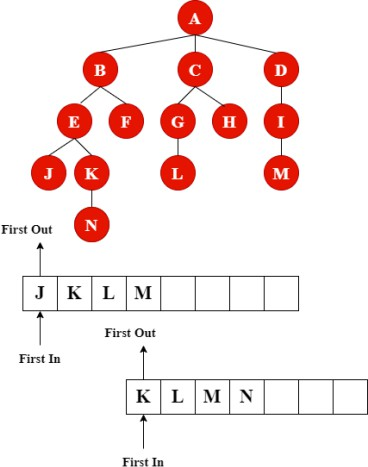 A
B C D
E F G H I
J K L M
N
First Out
J K L M
First In
First Out
K L M N
First In